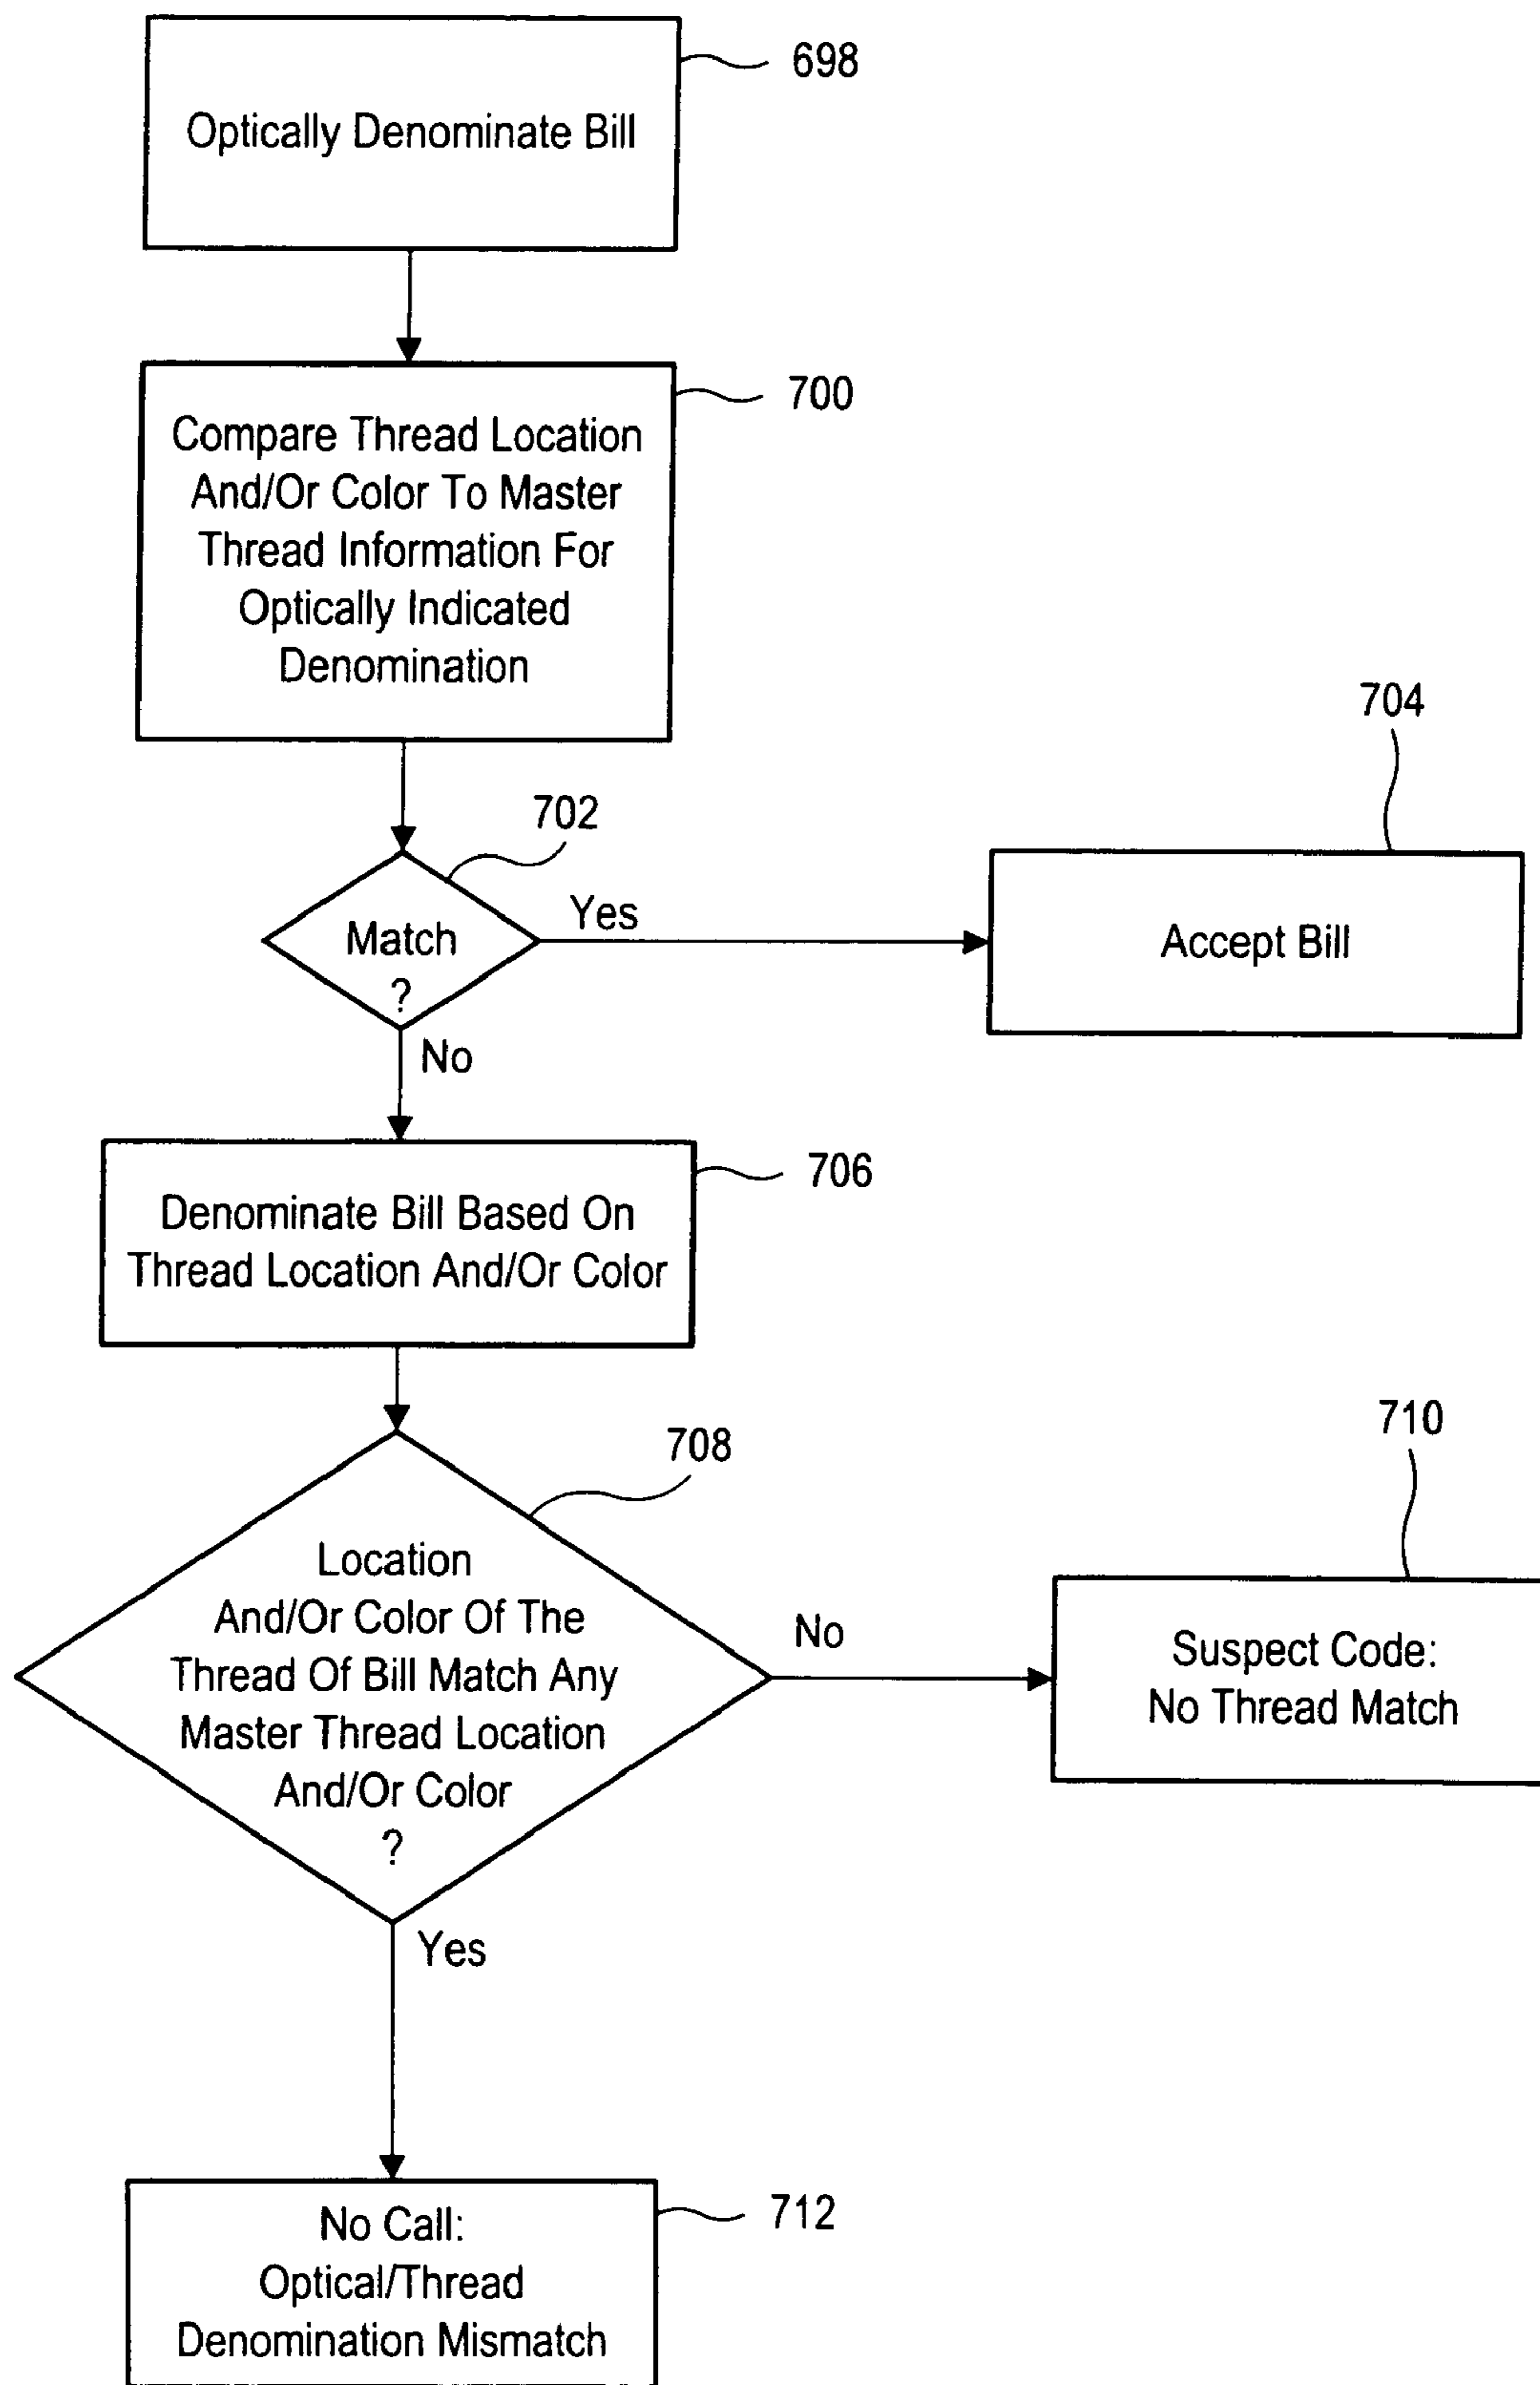 698
Optically Denominate Bill
700
Compare Thread Location
And/Or Color To Master
Thread Information For
Optically Indicated
Denomination
704
702
Match
?
Yes
Accept Bill
No
706
Denominate Bill Based On
Thread Location And/Or Color
708
710
Location
And/Or Color Of The
Thread Of Bill Match Any
Master Thread Location
And/Or Color
?
No
Suspect Code:
No Thread Match
Yes
712
No Call:
Optical/Thread
Denomination Mismatch